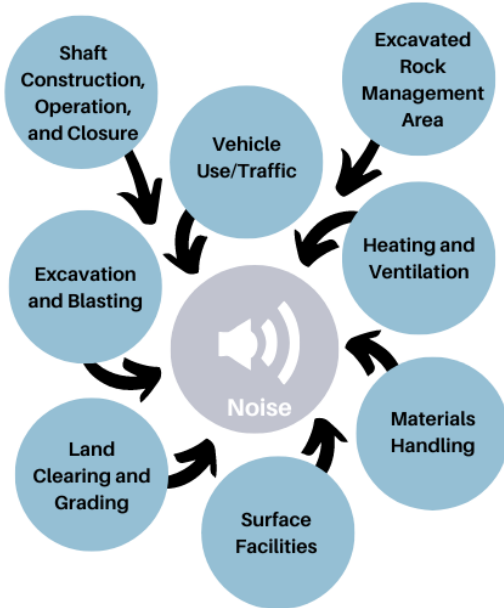 Shaft
Construction,
Operation,
and Closure
Excavated
Rock
Management
Area
Vehicle
Use/Traffic
Heating and
Ventilation
Excavation
and Blasting
Noise
Materials
Handling
Land
Clearing and
Grading
Surface
Facilities